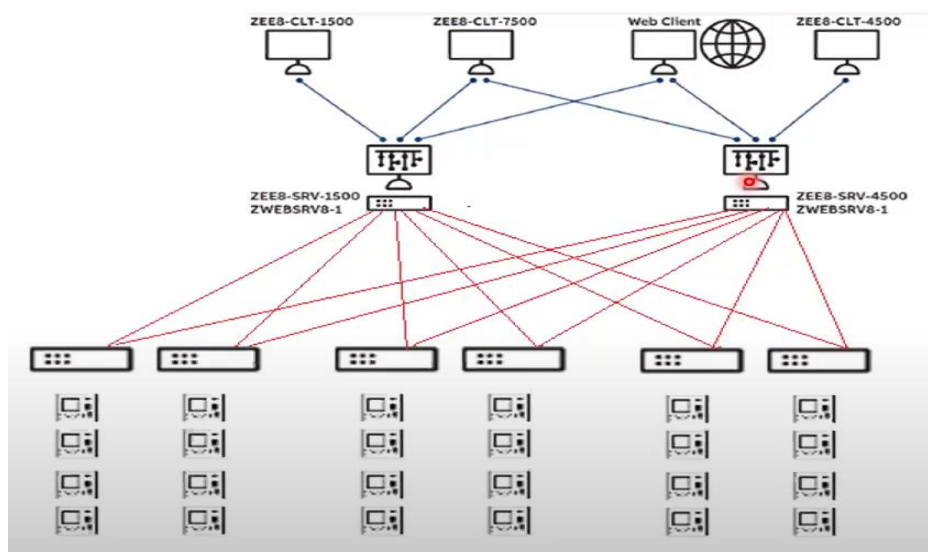 ZEE8-CLT-1500
ZEE8-CLT-7500
Web Client
ZEE8-CLT-4500
ZEE8-SRV-1500
ZWEBSRV8-1
ZEE8-SRV-4500
ZWEBSRV8-1